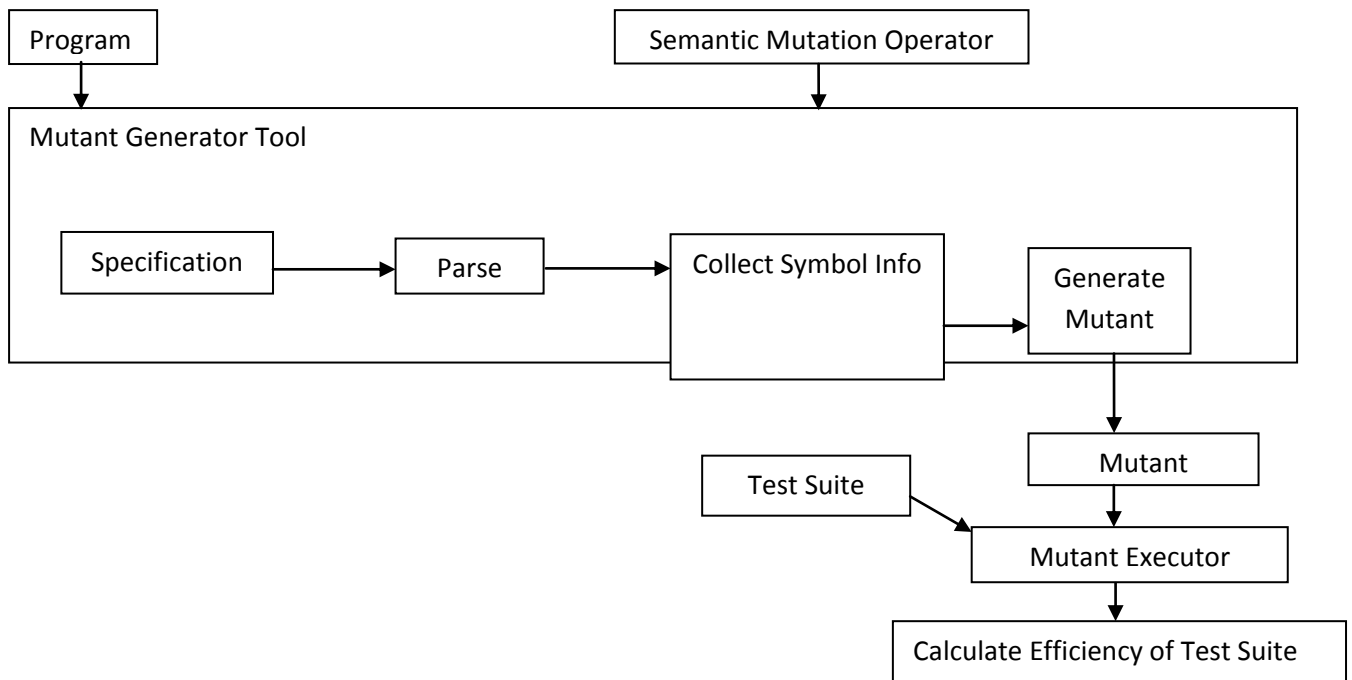 Program
Semantic Mutation Operator
Mutant Generator Tool
Specification
Parse
Collect Symbol Info
Generate
Mutant
Mutant
Test Suite
Mutant Executor
Calculate Efficiency of Test Suite